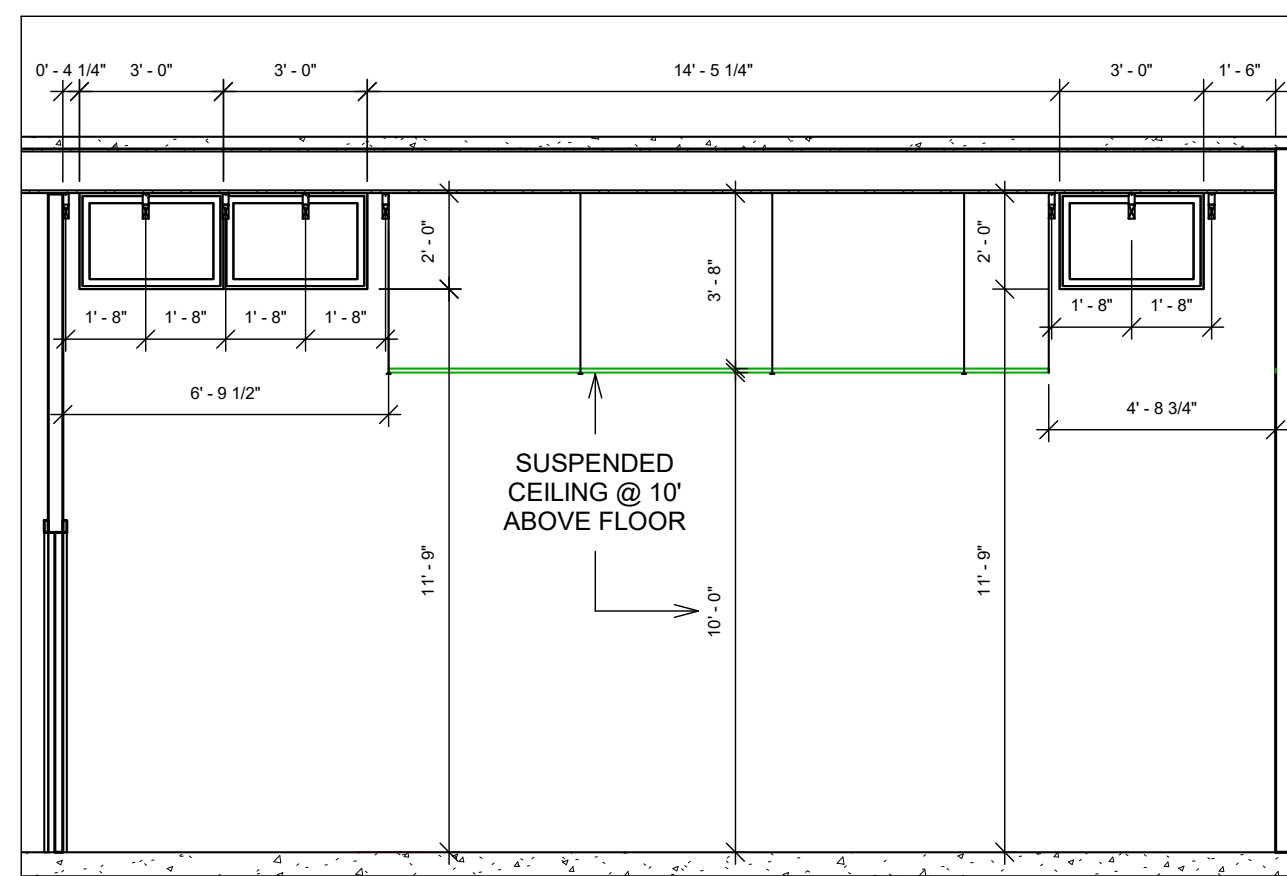 0' - 4 1/4" 3' - 0" 3' - 0" 14' - 5 1/4" 3' - 0" 1' - 6"
2' - 0" 3' - 8" 2' - 0"
1' - 8" 1' - 8" 1' - 8" 1' - 8" 1' - 8" 1' - 8"
6' - 9 1/2" 4' - 8 3/4"
SUSPENDED
CEILING @ 10'
ABOVE FLOOR
11' - 9" 10' - 0" 11' - 9"